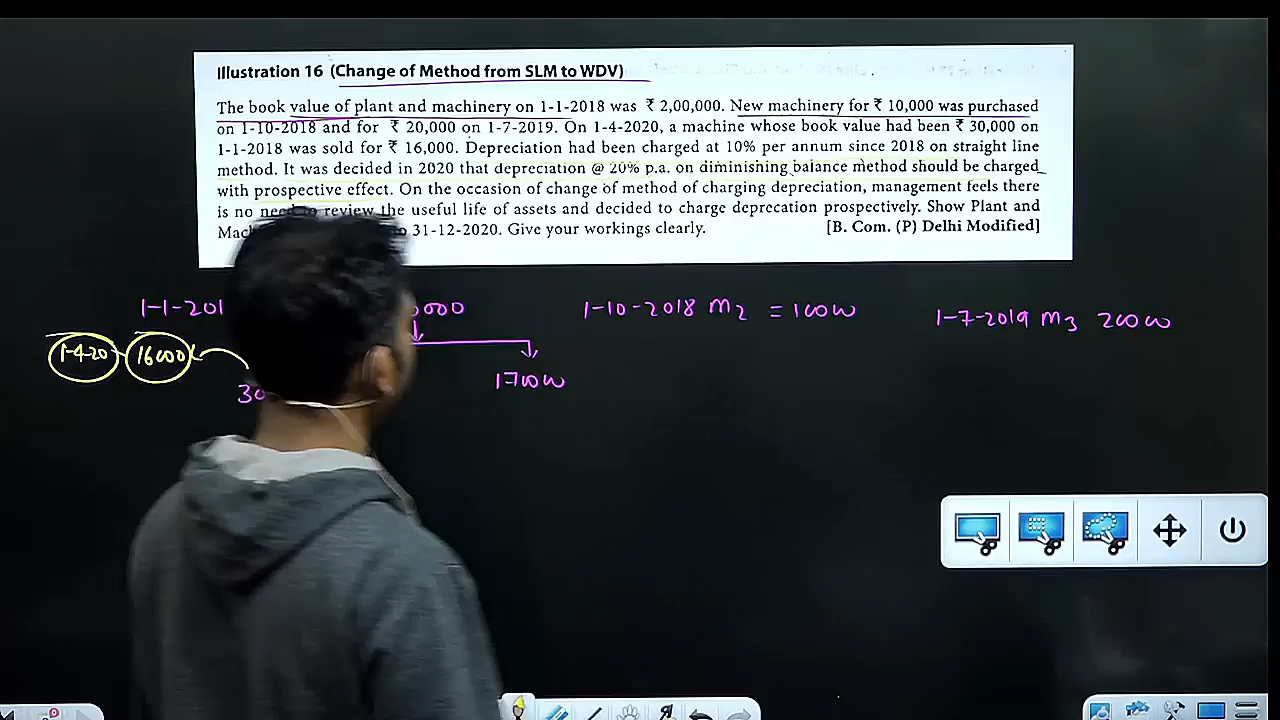 Illustration 16 (Change of Method from SLM to WDV)
The book value of plant and machinery on 1-1-2018 was ₹ 2,00,000. New machinery for ₹ 10,000 was purchased
on 1-10-2018 and for ₹ 20,000 on 1-7-2019. On 1-4-2020, a machine whose book value had been ₹ 30,000 on
1-1-2018 was sold for ₹ 16,000. Depreciation had been charged at 10% per annum since 2018 on straight line
method. It was decided in 2020 that depreciation @ 20% p.a. on diminishing balance method should be charged
with prospective effect. On the occasion of change of method of charging depreciation, management feels there
is no need to review the useful life of assets and decided to charge deprecation prospectively. Show Plant and
31-12-2020. Give your workings clearly. [B. Com. (P) Delhi Modified]
1-1-201 0000 1-10-2018 m2 = 10000 1-7-2019 m3 20000
1-4-20 16000
30 170000